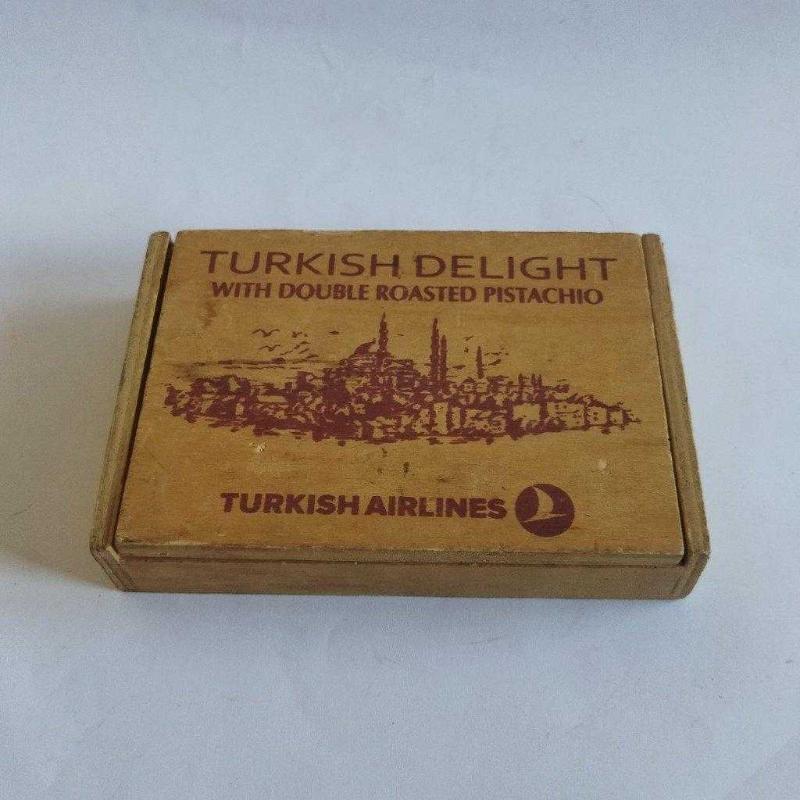 TURKISH DELIGHT
WITH DOUBLE ROASTED PISTACHIO
TURKISH AIRLINES